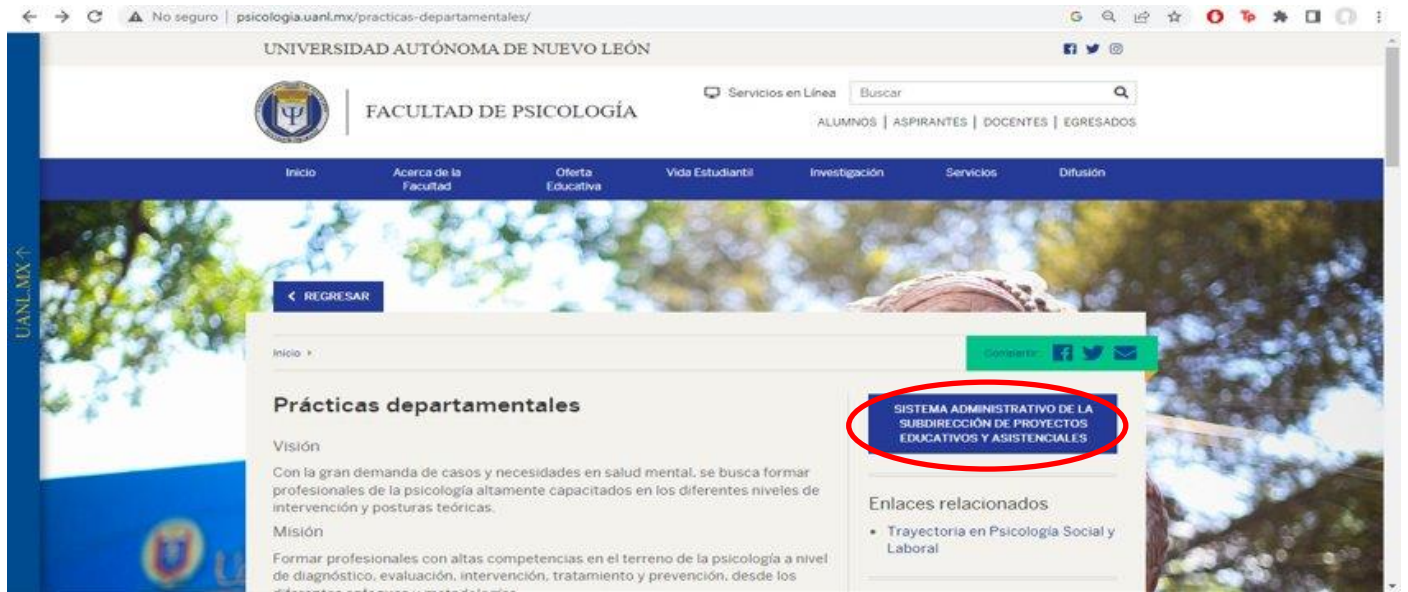 No seguro | psicologia.uanl.mx/practicas-departamentales/
UNIVERSIDAD AUTÓNOMA DE NUEVO LEÓN
FACULTAD DE PSICOLOGÍA
Servicios en Línea
Buscar
ALUMNOS | ASPIRANTES | DOCENTES | EGRESADOS
Inicio
Acerca de la
Facultad
Oferta
Educativa
Vida Estudiantil
Investigación
Servicios
Difusión
UANL.MX↑
< REGRESAR
Inicio
Compartir:
Prácticas departamentales
Visión
Con la gran demanda de casos y necesidades en salud mental, se busca formar
profesionales de la psicología altamente capacitados en los diferentes niveles de
intervención y posturas teóricas.
Misión
Formar profesionales con altas competencias en el terreno de la psicología a nivel
de diagnóstico, evaluación, intervención, tratamiento y prevención, desde los
SISTEMA ADMINISTRATIVO DE LA
SUBDIRECCIÓN DE PROYECTOS
EDUCATIVOS Y ASISTENCIALES
Enlaces relacionados
• Trayectoria en Psicología Social y
Laboral